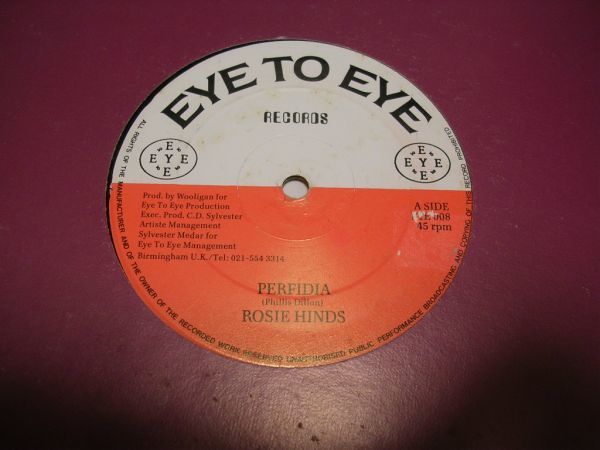 EYE TO EYE
RECORDS
E
EYE
E
E
EYE
E
Prod. by Wooligan for
Eye To Eye Production
Exec. Prod. C.D. Sylvester
Artiste Management
Sylvester Medar for
Eye To Eye Management
Birmingham U.K./Tel: 021-554 3314
A SIDE
008
45 rpm
PERFIDIA
(Phillis Dillon)
ROSIE HINDS
ALL RIGHTS OF THE MANUFACTURER AND OF THE OWNER OF THE RECORDED WORK RESERVED UNAUTHORISED PUBLIC PERFORMANCE BROADCASTING AND COPYING OF THIS RECORD PROHIBITED